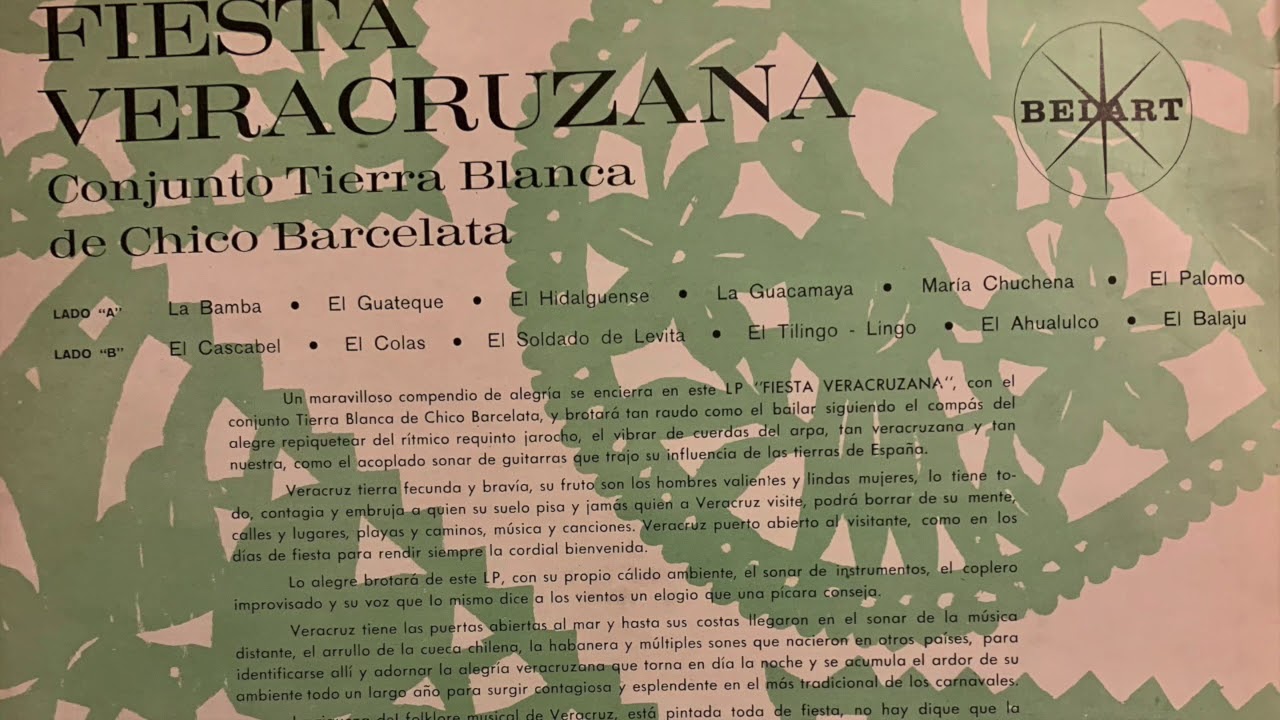 FIESTA
VERACRUZANA
Conjunto Tierra Blanca
de Chico Barcelata
BEDART
LADO "A" La Bamba • El Guateque • El Hidalguense • La Guacamaya • María Chuchena • El Palomo
LADO "B" El Cascabel • El Colas • El Soldado de Levita • El Tilingo - Lingo • El Ahualulco • El Balaju
Un maravilloso compendio de alegría se encierra en este LP "FIESTA VERACRUZANA", con el
conjunto Tierra Blanca de Chico Barcelata, y brotará tan raudo como el bailar siguiendo el compás del
alegre repiquetear del rítmico requinto jarocho, el vibrar de cuerdas del arpa, tan veracruzana y tan
nuestra, como el acoplado sonar de guitarras que trajo su influencia de las tierras de España.
Veracruz tierra fecunda y bravía, su fruto son los hombres valientes y lindas mujeres, lo tiene to-
do, contagia y embruja a quien su suelo pisa y jamás quien a Veracruz visite, podrá borrar de su mente,
calles y lugares, playas y caminos, música y canciones. Veracruz puerto abierto al visitante, como en los
días de fiesta para rendir siempre la cordial bienvenida.
Lo alegre brotará de este LP, con su propio cálido ambiente, el sonar de instrumentos, el coplero
improvisado y su voz que lo mismo dice a los vientos un elogio que una pícara conseja.
Veracruz tiene las puertas abiertas al mar y hasta sus costas llegaron en el sonar de la música
distante, el arrullo de la cueca chilena, la habanera y múltiples sones que nacieron en otros países, para
identificarse allí y adornar la alegría veracruzana que torna en día la noche y se acumula el ardor de su
ambiente todo un largo año para surgir contagiosa y esplendente en el más tradicional de los carnavales.
del folklore musical de Veracruz, está pintada toda de fiesta, no hay dique que la